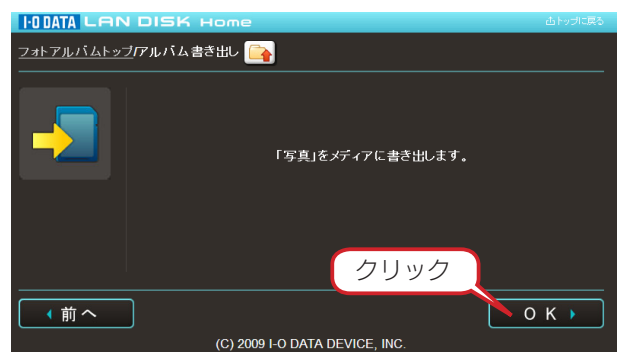 I-O DATA LAN DISK Home
トップに戻る
フォトアルバムトップ/アルバム書き出し
「写真」をメディアに書き出します。
クリック
前へ
OK
(C) 2009 I-O DATA DEVICE, INC.